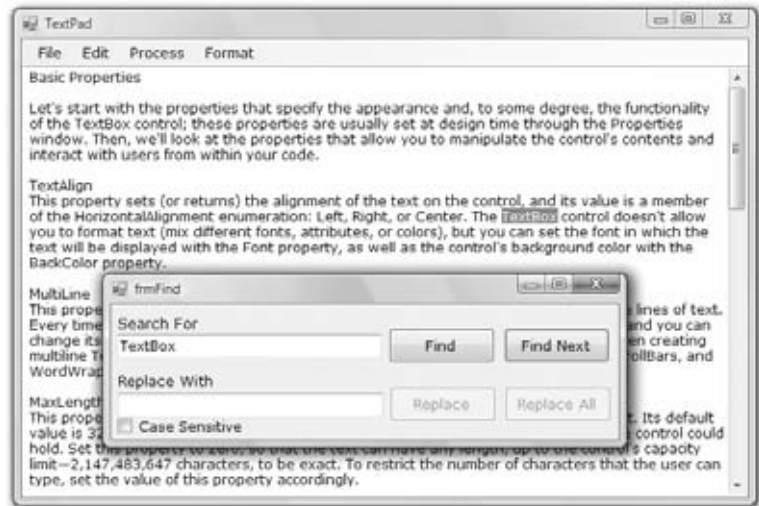 TextPad
File Edit Process Format
Basic Properties
Let's start with the properties that specify the appearance and, to some degree, the functionality
of the TextBox control; these properties are usually set at design time through the Properties
window. Then, we'll look at the properties that allow you to manipulate the control's contents and
interact with users from within your code.
TextAlign
This property sets (or returns) the alignment of the text on the control, and its value is a member
of the HorizontalAlignment enumeration: Left, Right, or Center. The TextBox control doesn't allow
you to format text (mix different fonts, attributes, or colors), but you can set the font in which the
text will be displayed with the Font property, as well as the control's background color with the
BackColor property.
MultiLine
This prope lines of text.
Every time and you can
change its en creating
multiline T ollBars, and
WordWrap
MaxLength
This prope t. Its default
value is 32 control could
hold. Set this property to zero, so that the text can have any length, up to the control's capacity
limit—2,147,483,647 characters, to be exact. To restrict the number of characters that the user can
type, set the value of this property accordingly.
frmFind
Search For
TextBox
Find Find Next
Replace With
Replace Replace All
Case Sensitive